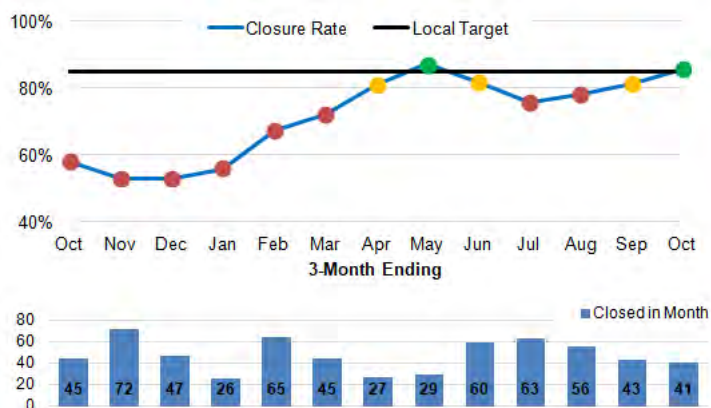 100%
Closure Rate Local Target
80%
60%
40%
Oct Nov Dec Jan Feb Mar Apr May Jun Jul Aug Sep Oct
3-Month Ending
Closed in Month
80
60
40
20
0
45 72 47 26 65 45 27 29 60 63 56 43 41